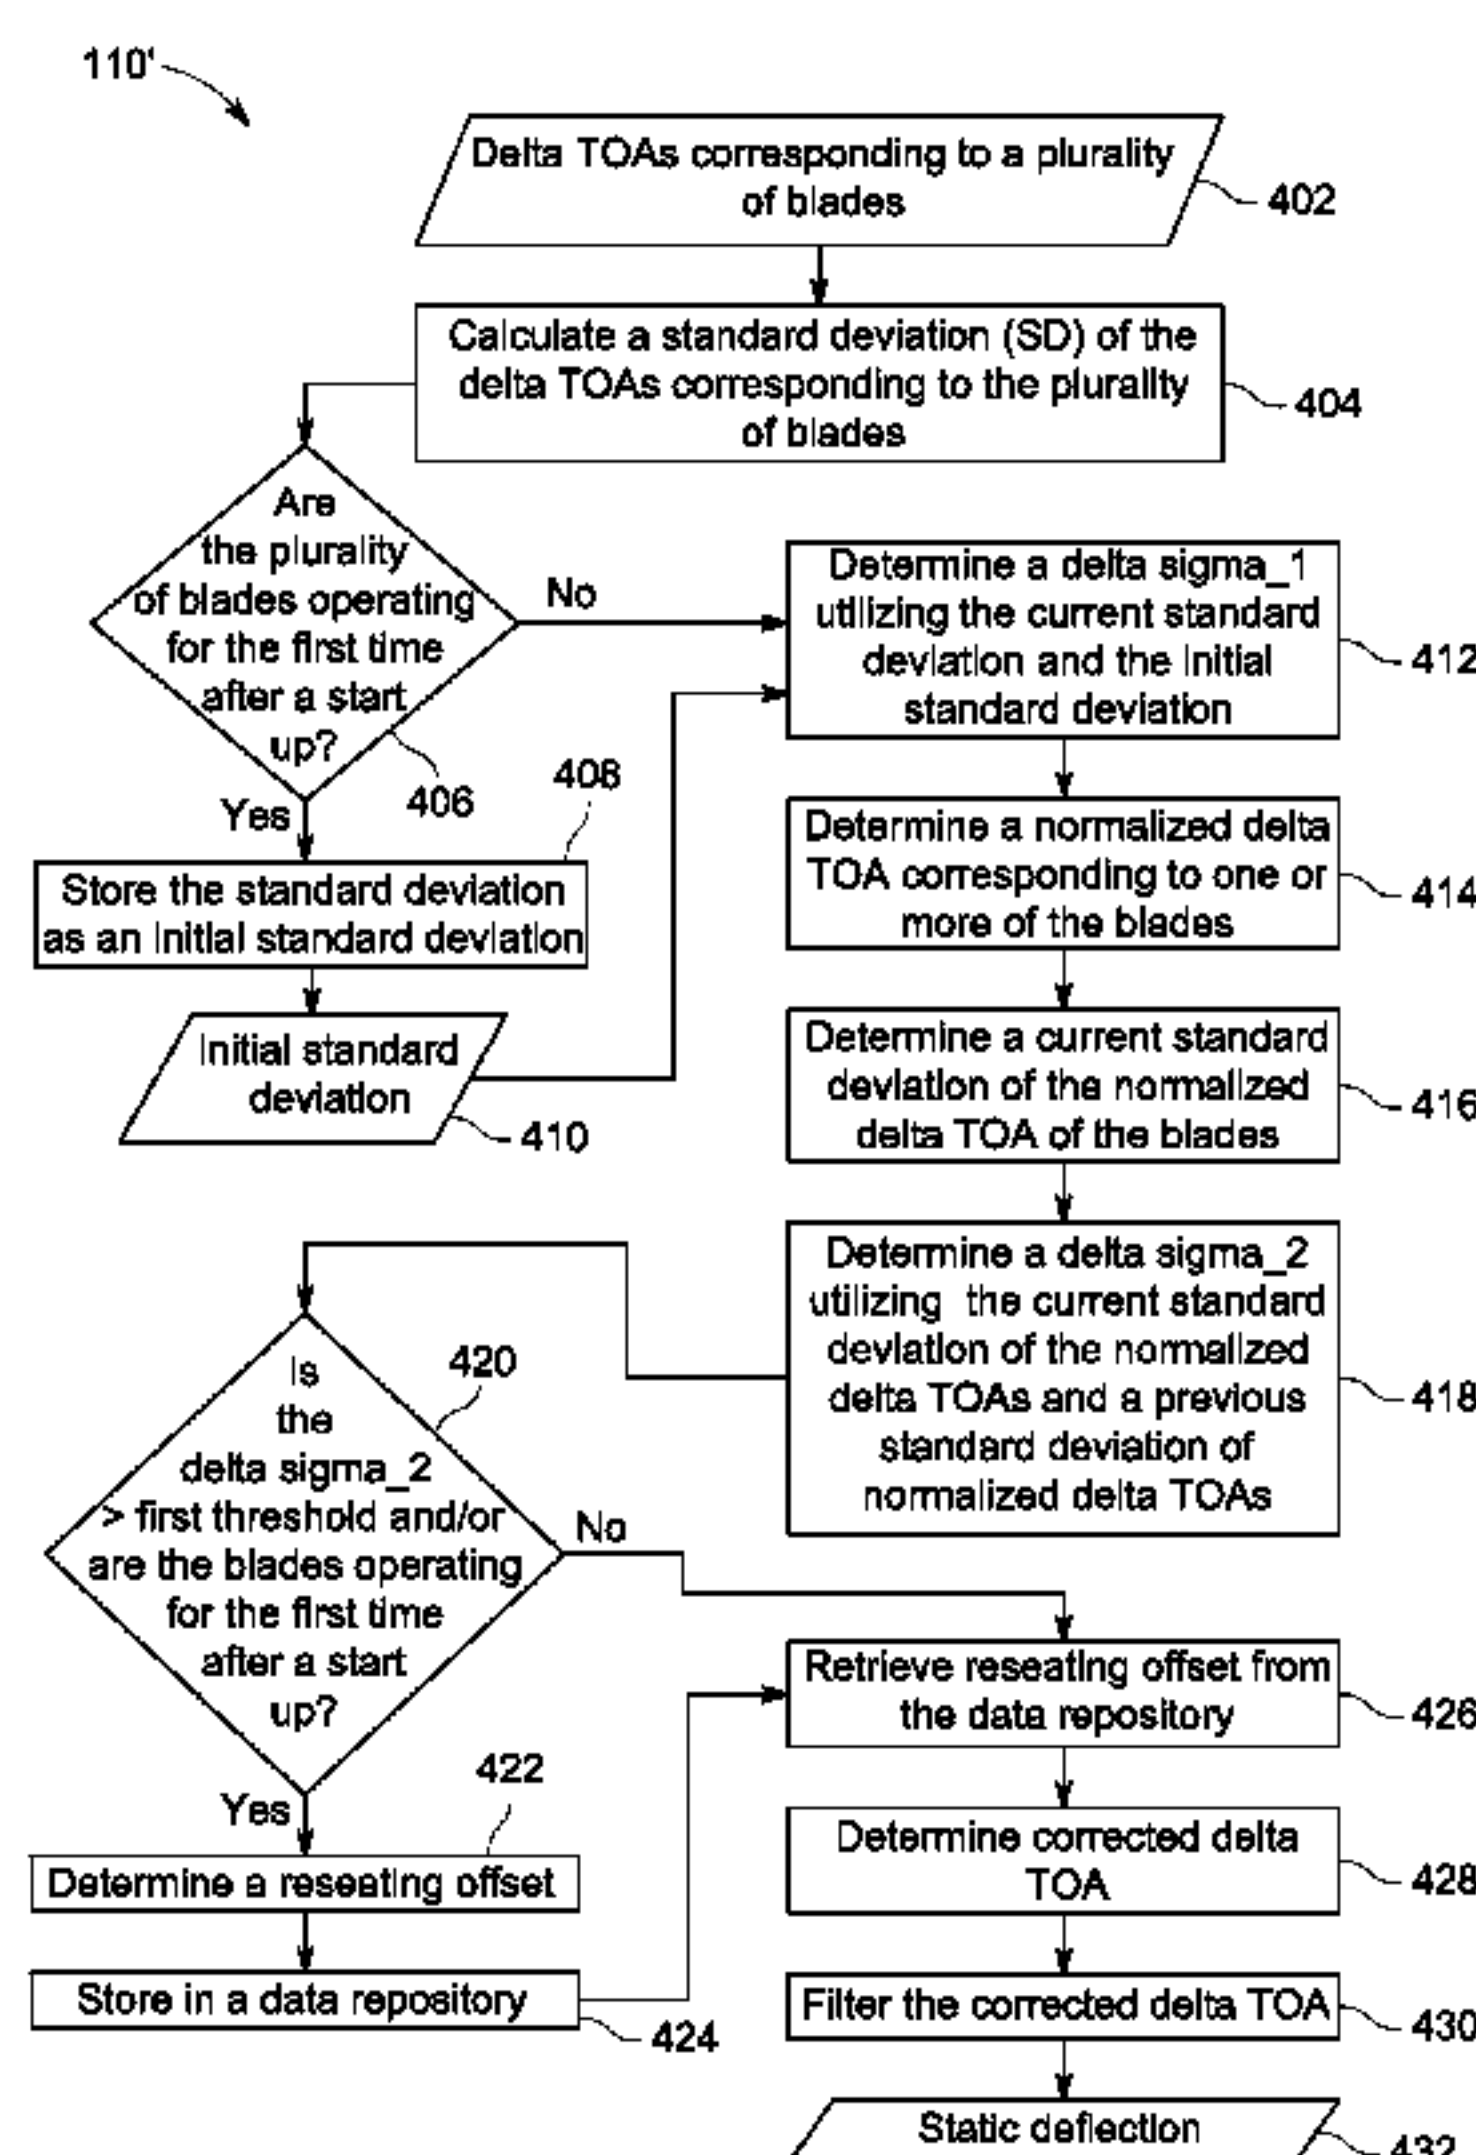 110'
Delta TOAs corresponding to a plurality
of blades
402
Calculate a standard deviation (SD) of the
delta TOAs corresponding to the plurality
of blades
404
Are
the plurality
of blades operating
for the first time
after a start
up?
406
No
Yes
408
Store the standard deviation
as an initial standard deviation
Initial standard
deviation
410
Determine a delta sigma_1
utilizing the current standard
deviation and the initial
standard deviation
412
Determine a normalized delta
TOA corresponding to one or
more of the blades
414
Determine a current standard
deviation of the normalized
delta TOA of the blades
416
Determine a delta sigma_2
utilizing the current standard
deviation of the normalized
delta TOAs and a previous
standard deviation of
normalized delta TOAs
418
Is
the
delta sigma_2
> first threshold and/or
are the blades operating
for the first time
after a start
up?
420
No
Yes
422
Determine a reseating offset
Store in a data repository
424
Retrieve reseating offset from
the data repository
426
Determine corrected delta
TOA
428
Filter the corrected delta TOA
430
Static deflection
432